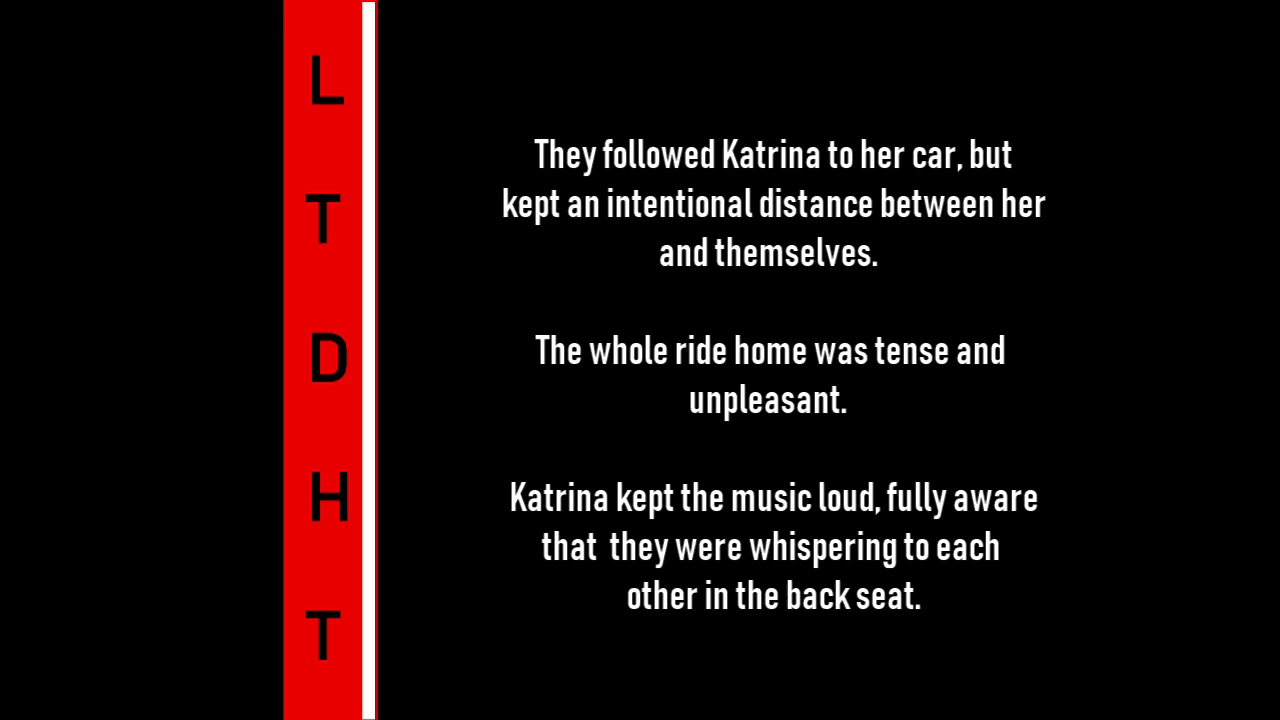 L
T
D
H
T
They followed Katrina to her car, but
kept an intentional distance between her
and themselves.
The whole ride home was tense and
unpleasant.
Katrina kept the music loud, fully aware
that  they were whispering to each
other in the back seat.